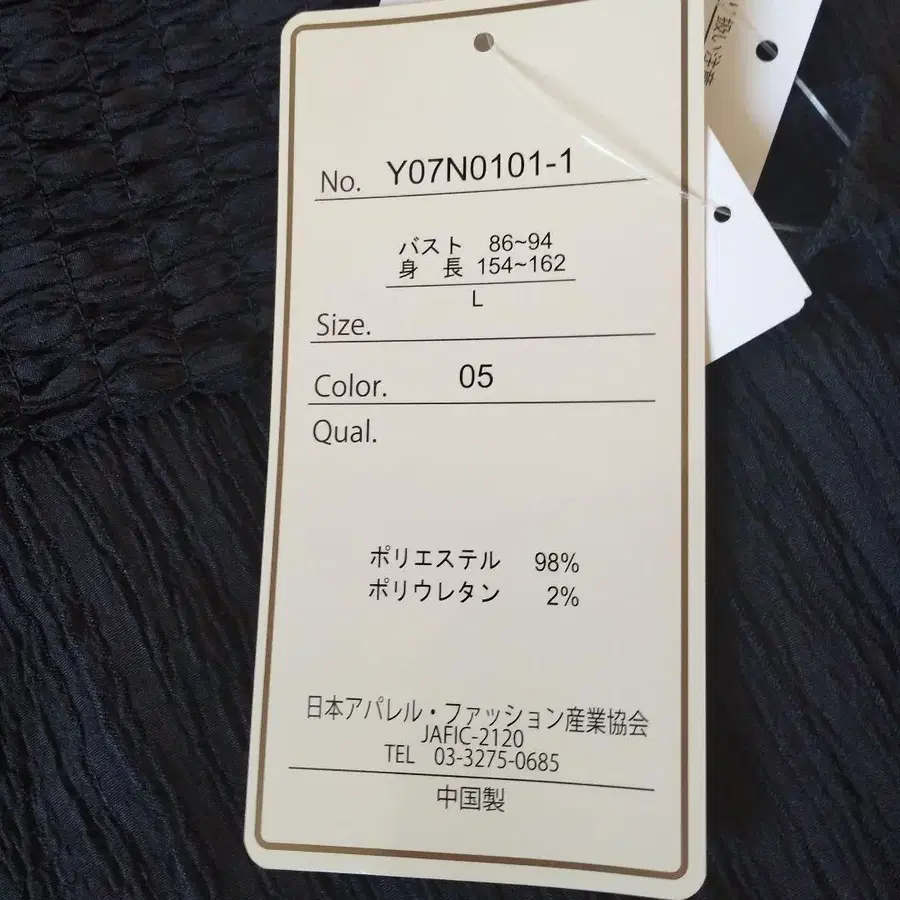 No. Y07N0101-1
バスト 86~94
身 長 154~162
L
Size.
Color. 05
Qual.
ポリエステル 98%
ポリウレタン 2%
日本アパレル・ファッション産業協会
JAFIC-2120
TEL 03-3275-0685
中国製
扱い